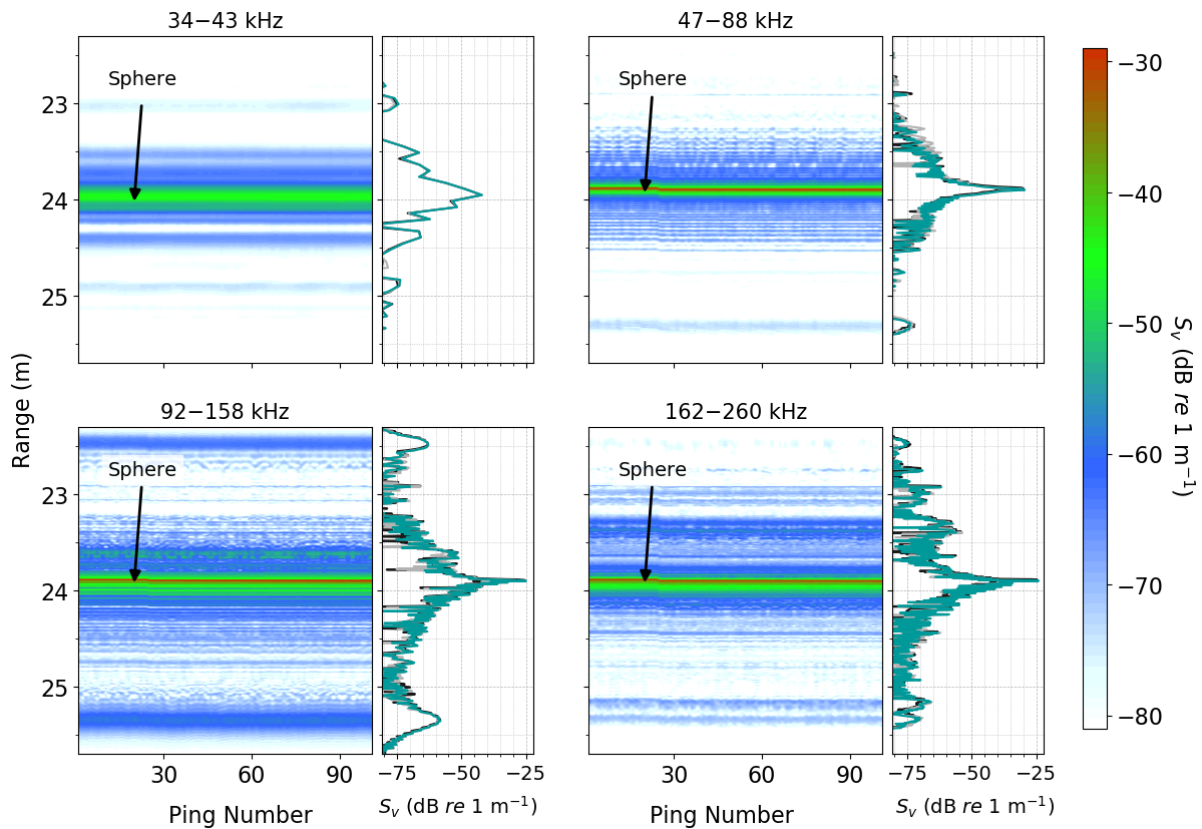 34−43 kHz
47−88 kHz
Sphere
Sphere
23
24
25
92−158 kHz
162−260 kHz
Sphere
Sphere
23
24
25
Range (m)
30
60
90
−75
−50
−25
30
60
90
−75
−50
−25
Ping Number
S_v (dB re 1 m⁻¹)
Ping Number
S_v (dB re 1 m⁻¹)
−30
−40
−50
−60
−70
−80
S_v (dB re 1 m⁻¹)